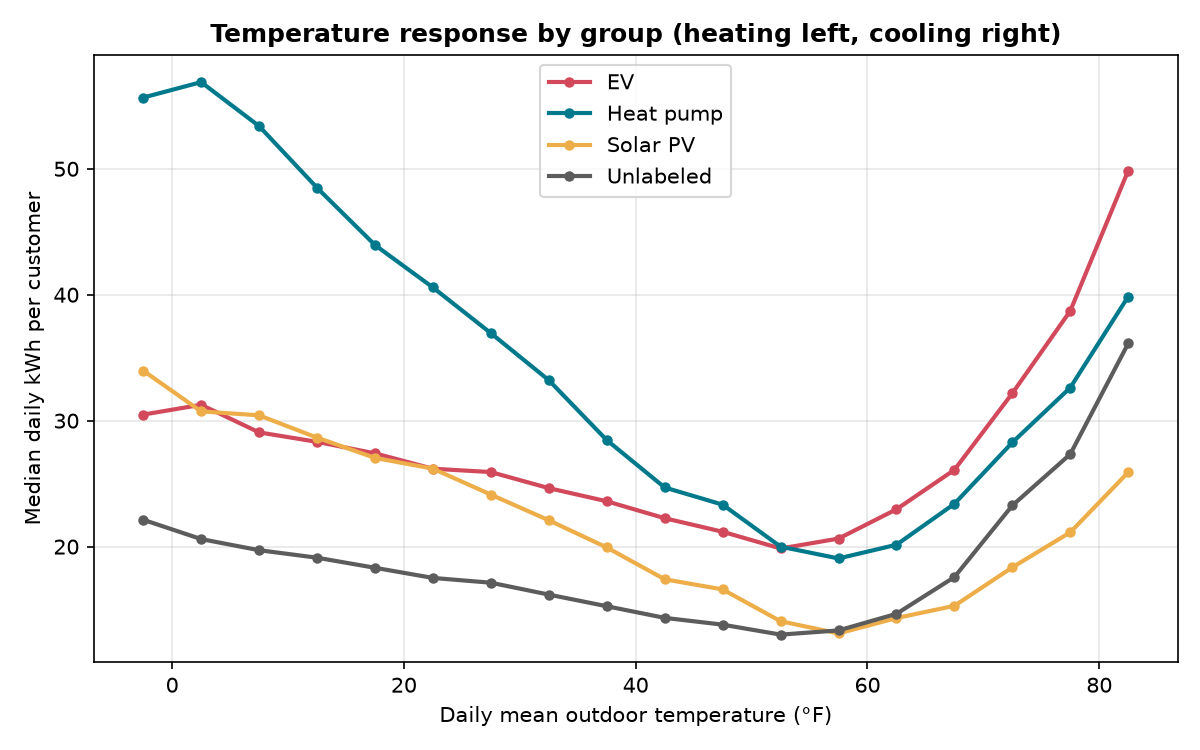 Temperature response by group (heating left, cooling right)
EV
Heat pump
Solar PV
Unlabeled
50
40
30
20
Median daily kWh per customer
0 20 40 60 80
Daily mean outdoor temperature (°F)